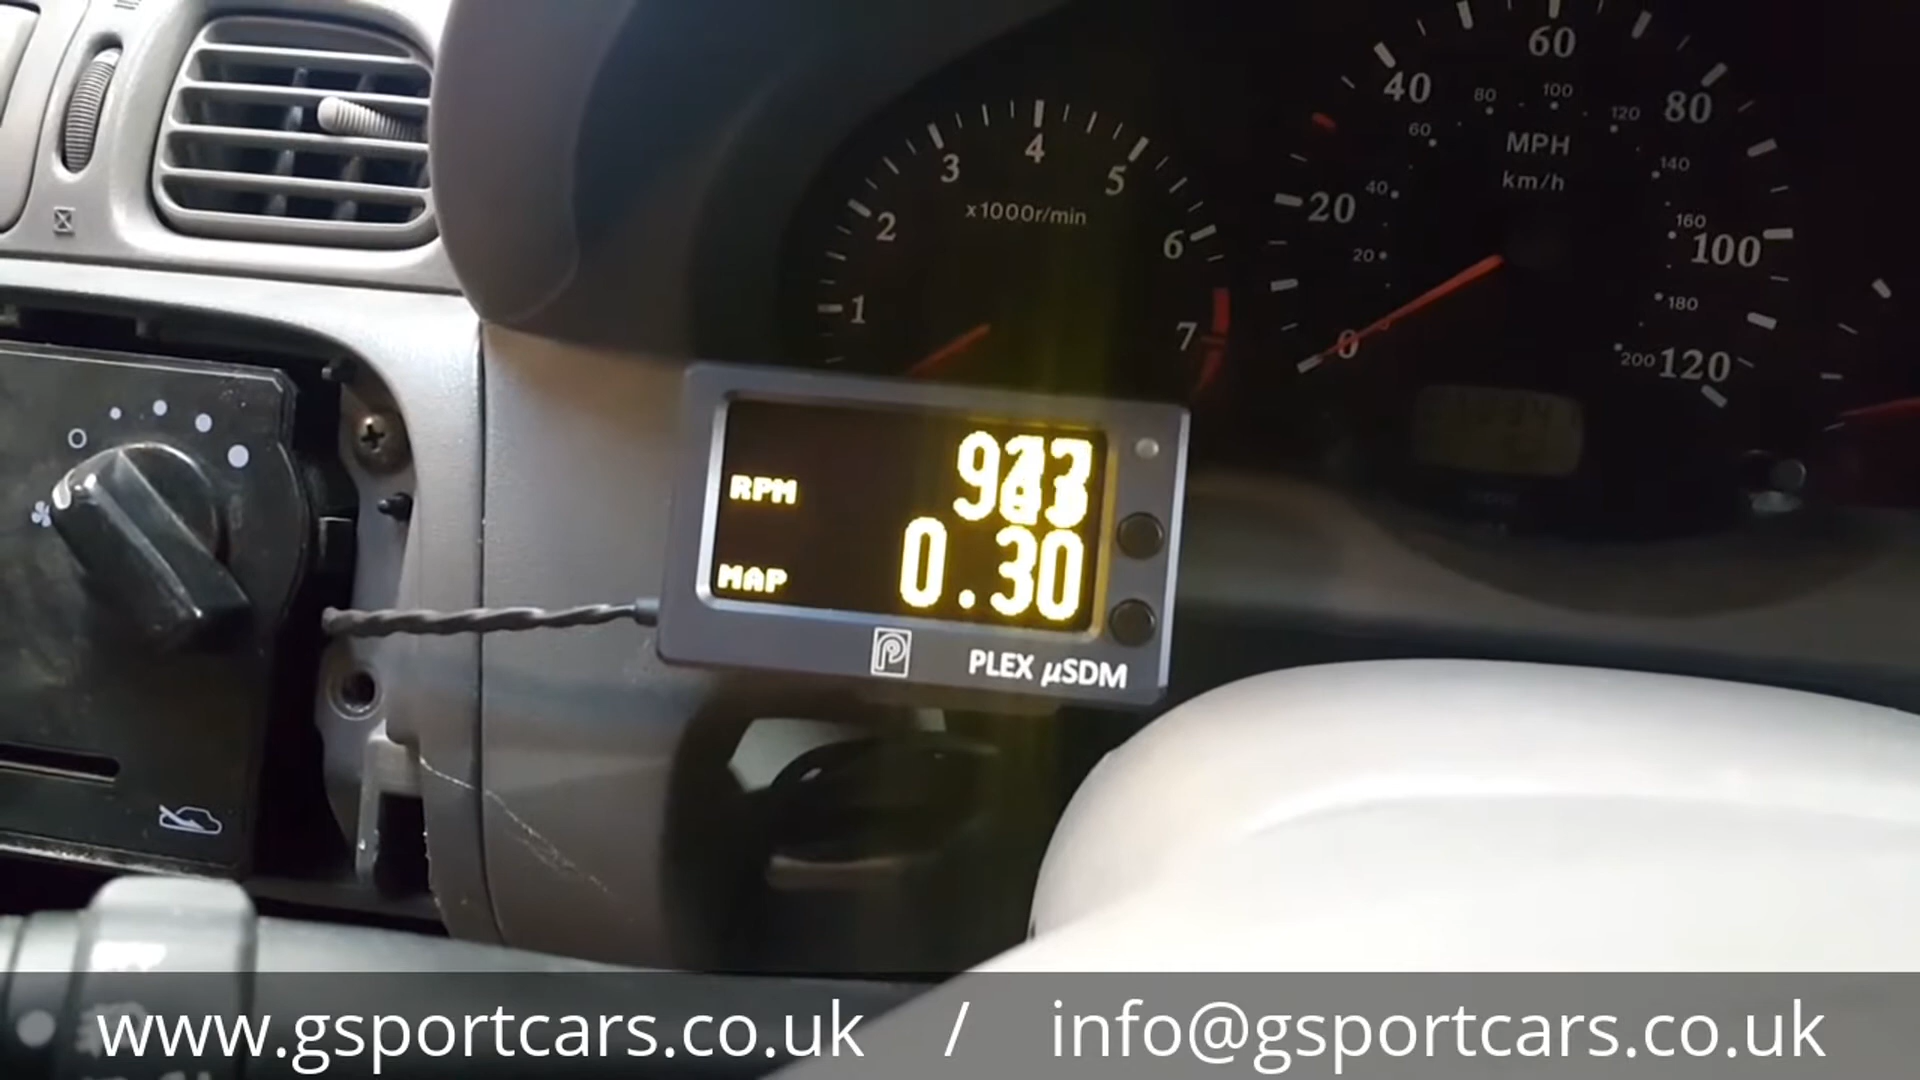 60
40
80
80 100 120
3 4 5
60
MPH
140
x1000r/min
km/h
2
20
40
6
160
100
20
1
180
7
0
200
120
RPM
MAP 0.30
PLEX µSDM
www.gsportcars.co.uk / info@gsportcars.co.uk